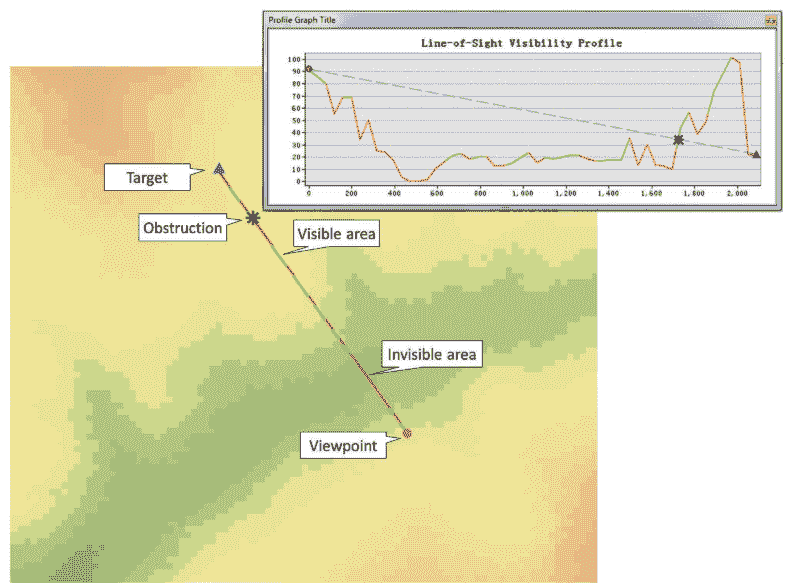 Profile Graph Title
Line-of-Sight Visibility Profile
100
90
80
70
60
50
40
30
20
10
0
0 200 400 600 800 1,000 1,200 1,400 1,600 1,800 2,000
Target
Obstruction
Visible area
Invisible area
Viewpoint